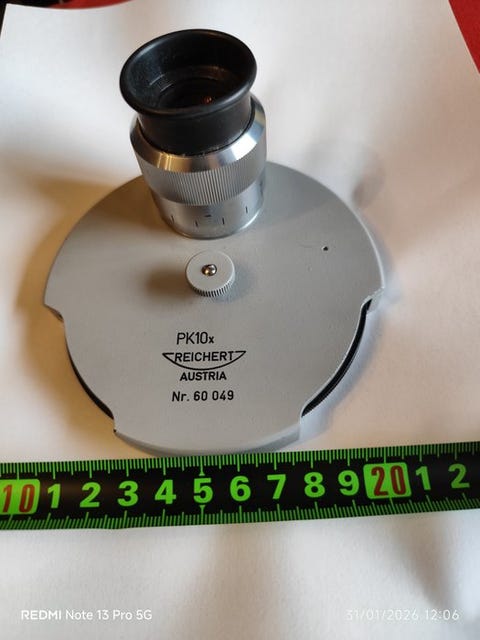 PK10x
REICHERT
AUSTRIA
Nr. 60 049
10 1 2 3 4 5 6 7 8 9 20 1 2
REDMI Note 13 Pro 5G
31/01/2026 12:06